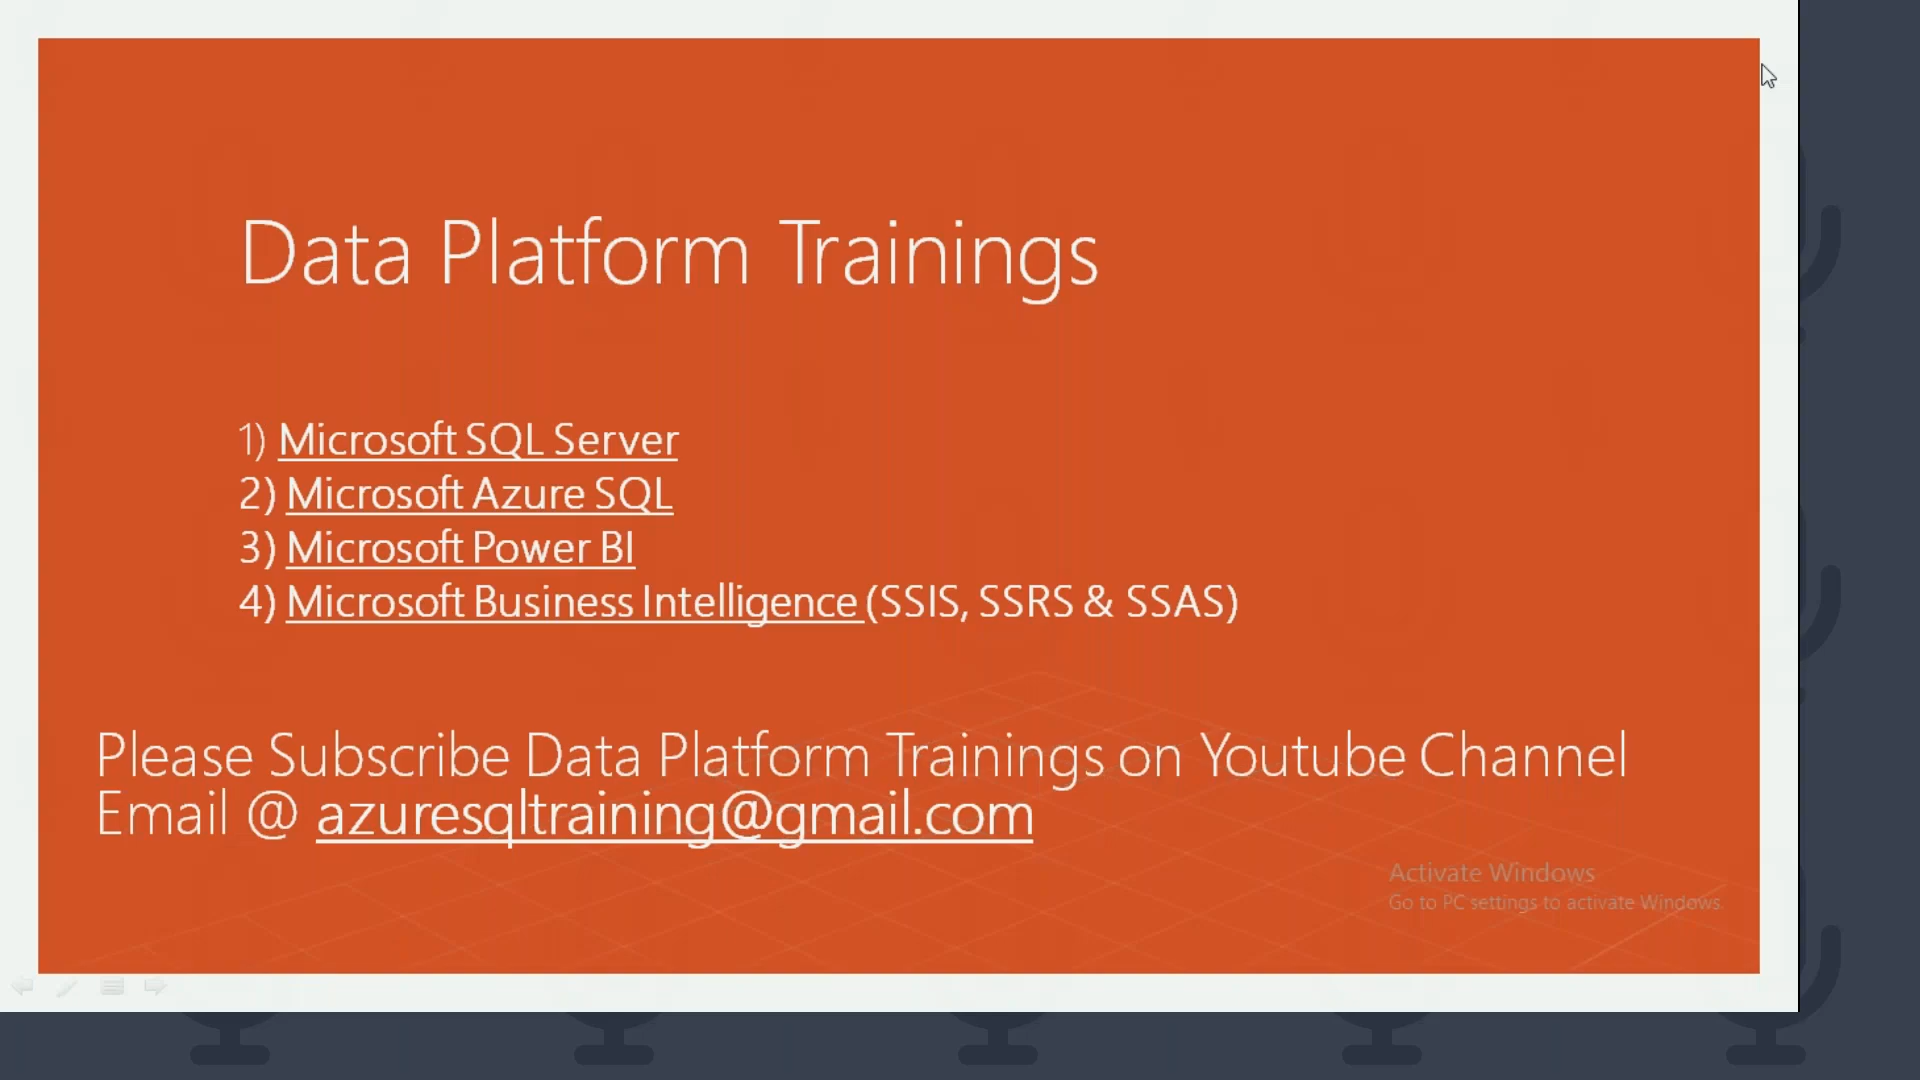 Data Platform Trainings
1) Microsoft SQL Server
2) Microsoft Azure SQL
3) Microsoft Power BI
4) Microsoft Business Intelligence (SSIS, SSRS & SSAS)
Please Subscribe Data Platform Trainings on Youtube Channel
Email @ azuresqltraining@gmail.com
Activate Windows
Go to PC settings to activate Windows.